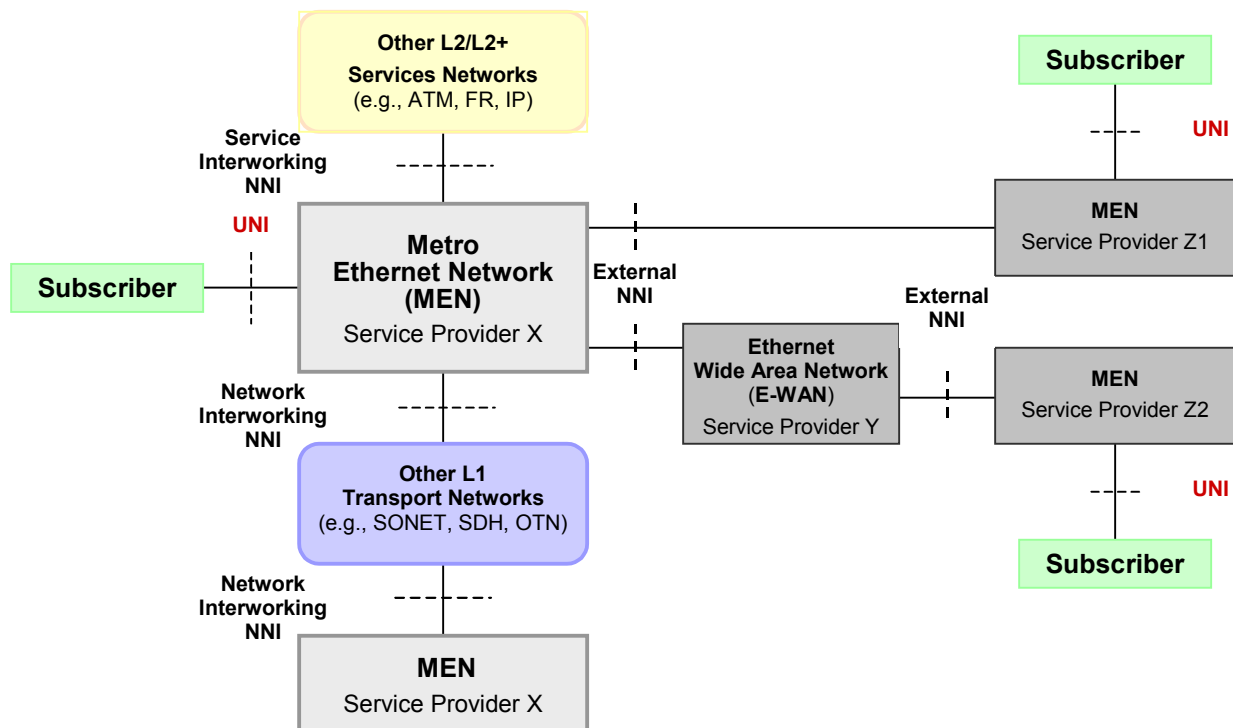 Other L2/L2+
Services Networks
(e.g., ATM, FR, IP)
Subscriber
UNI
Service
Interworking
NNI
UNI
Metro
Ethernet Network
(MEN)
Service Provider X
Subscriber
External
NNI
MEN
Service Provider Z1
External
NNI
Ethernet
Wide Area Network
(E-WAN)
Service Provider Y
MEN
Service Provider Z2
Network
Interworking
NNI
Other L1
Transport Networks
(e.g., SONET, SDH, OTN)
UNI
Subscriber
Network
Interworking
NNI
MEN
Service Provider X